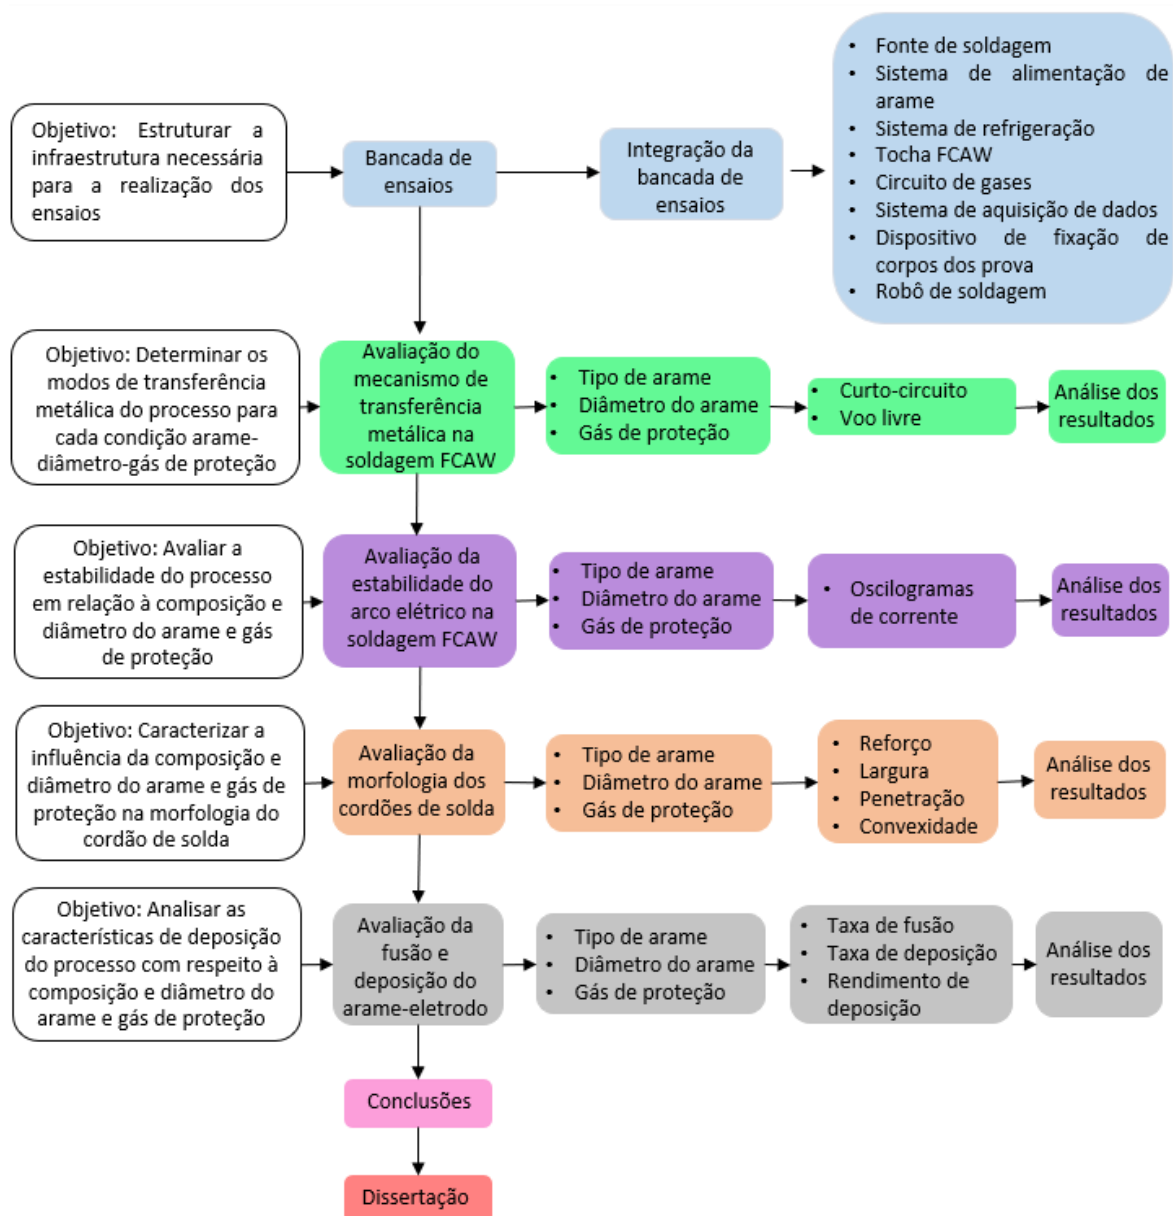 Objetivo: Estruturar a
infraestrutura necessária
para a realização dos
ensaios
Bancada de
ensaios
Integração da
bancada de
ensaios
• Fonte de soldagem
• Sistema de alimentação de
arame
• Sistema de refrigeração
• Tocha FCAW
• Circuito de gases
• Sistema de aquisição de dados
• Dispositivo de fixação de
corpos dos prova
• Robô de soldagem
Objetivo: Determinar os
modos de transferência
metálica do processo para
cada condição arame-
diâmetro-gás de proteção
Avaliação do
mecanismo de
transferência
metálica na
soldagem FCAW
• Tipo de arame
• Diâmetro do arame
• Gás de proteção
• Curto-circuito
• Voo livre
Análise dos
resultados
Objetivo: Avaliar a
estabilidade do processo
em relação à composição e
diâmetro do arame e gás
de proteção
Avaliação da
estabilidade do
arco elétrico na
soldagem FCAW
• Tipo de arame
• Diâmetro do arame
• Gás de proteção
• Oscilogramas
de corrente
Análise dos
resultados
Objetivo: Caracterizar a
influência da composição e
diâmetro do arame e gás de
proteção na morfologia do
cordão de solda
Avaliação da
morfologia dos
cordões de solda
• Tipo de arame
• Diâmetro do arame
• Gás de proteção
• Reforço
• Largura
• Penetração
• Convexidade
Análise dos
resultados
Objetivo: Analisar as
características de deposição
do processo com respeito à
composição e diâmetro do
arame e gás de proteção
Avaliação da
fusão e
deposição do
arame-eletrodo
• Tipo de arame
• Diâmetro do arame
• Gás de proteção
• Taxa de fusão
• Taxa de deposição
• Rendimento de
deposição
Análise dos
resultados
Conclusões
Dissertação